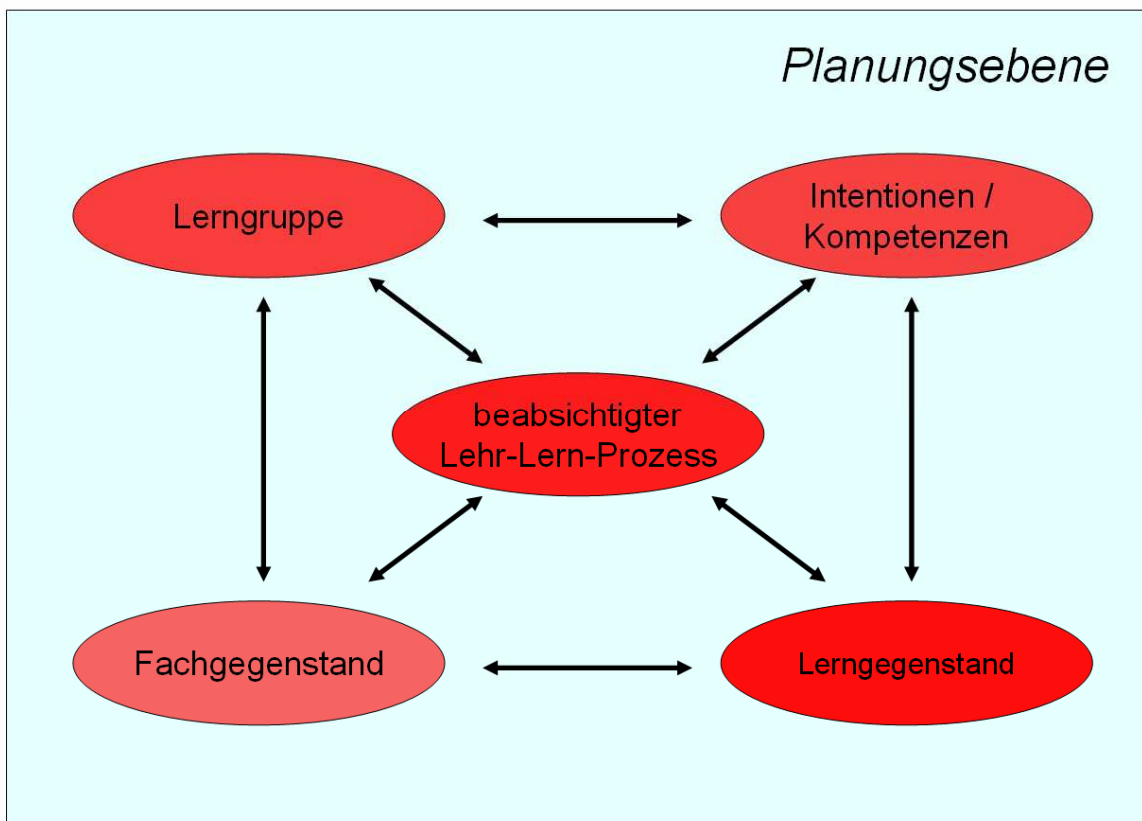 Planungsebene
Lerngruppe
Intentionen /
Kompetenzen
beabsichtigter
Lehr-Lern-Prozess
Fachgegenstand
Lerngegenstand